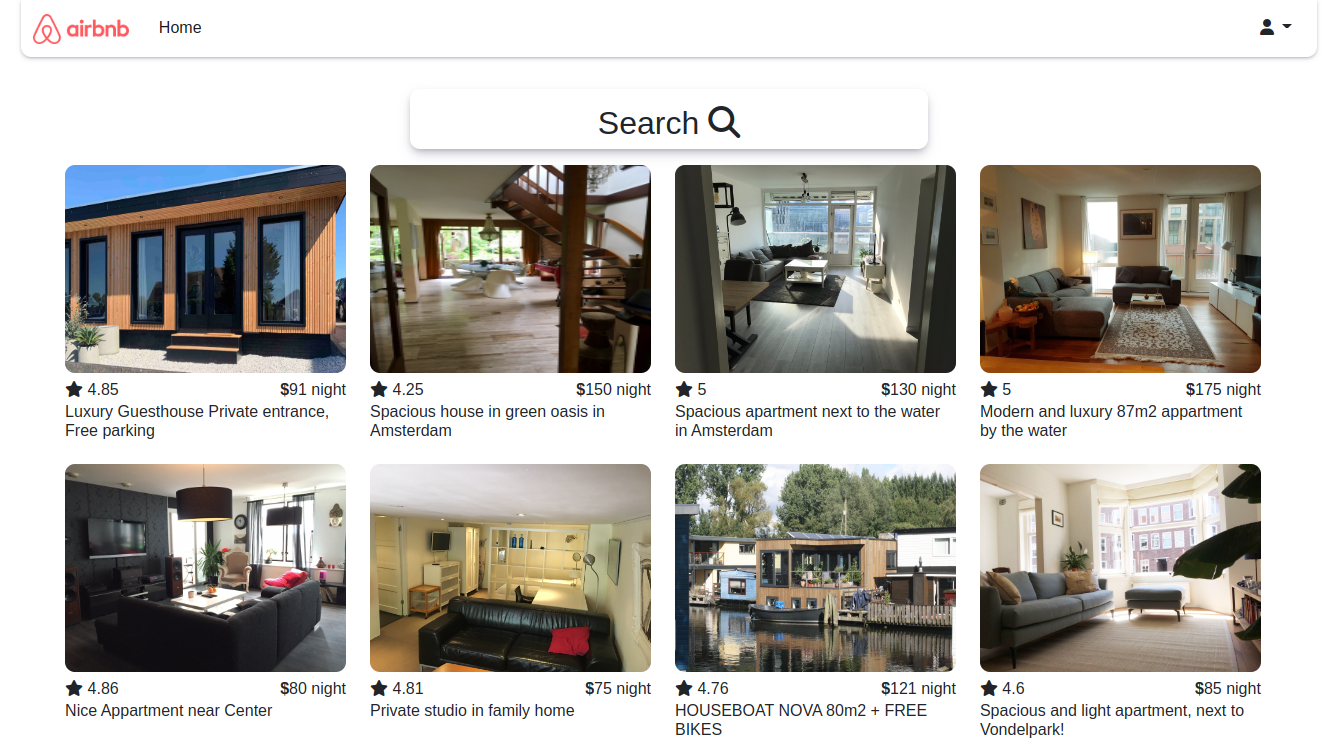 airbnb
Home
Search
4.85
$91 night
Luxury Guesthouse Private entrance,
Free parking
4.25
$150 night
Spacious house in green oasis in
Amsterdam
5
$130 night
Spacious apartment next to the water
in Amsterdam
5
$175 night
Modern and luxury 87m2 appartment
by the water
4.86
$80 night
Nice Appartment near Center
4.81
$75 night
Private studio in family home
4.76
$121 night
HOUSEBOAT NOVA 80m2 + FREE
BIKES
4.6
$85 night
Spacious and light apartment, next to
Vondelpark!